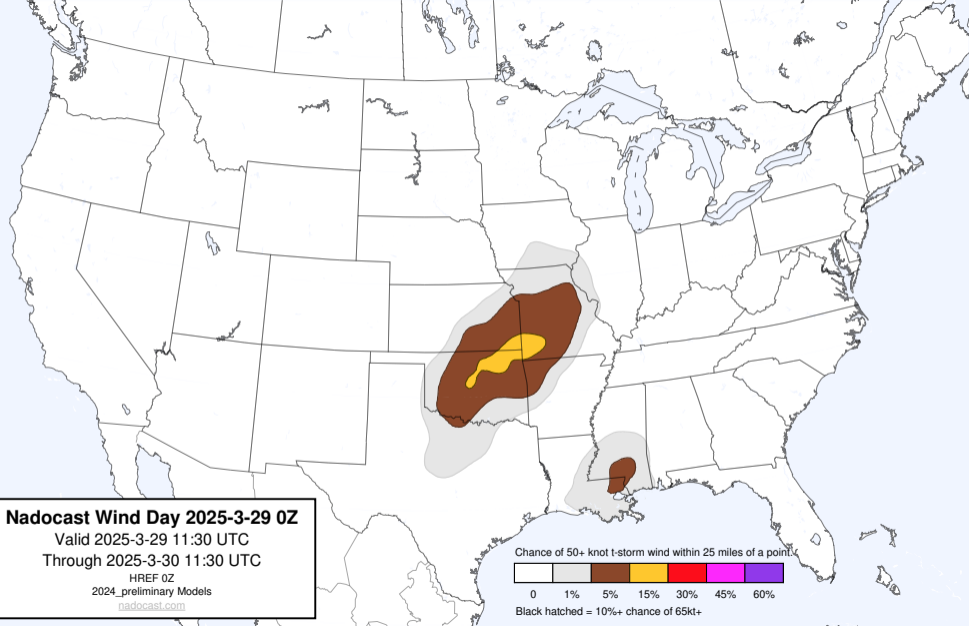 Nadocast Wind Day 2025-3-29 0Z
Valid 2025-3-29 11:30 UTC
Through 2025-3-30 11:30 UTC
HREF 0Z
2024_preliminary Models
nadocast.com
Chance of 50+ knot t-storm wind within 25 miles of a point.
0 1% 5% 15% 30% 45% 60%
Black hatched = 10%+ chance of 65kt+